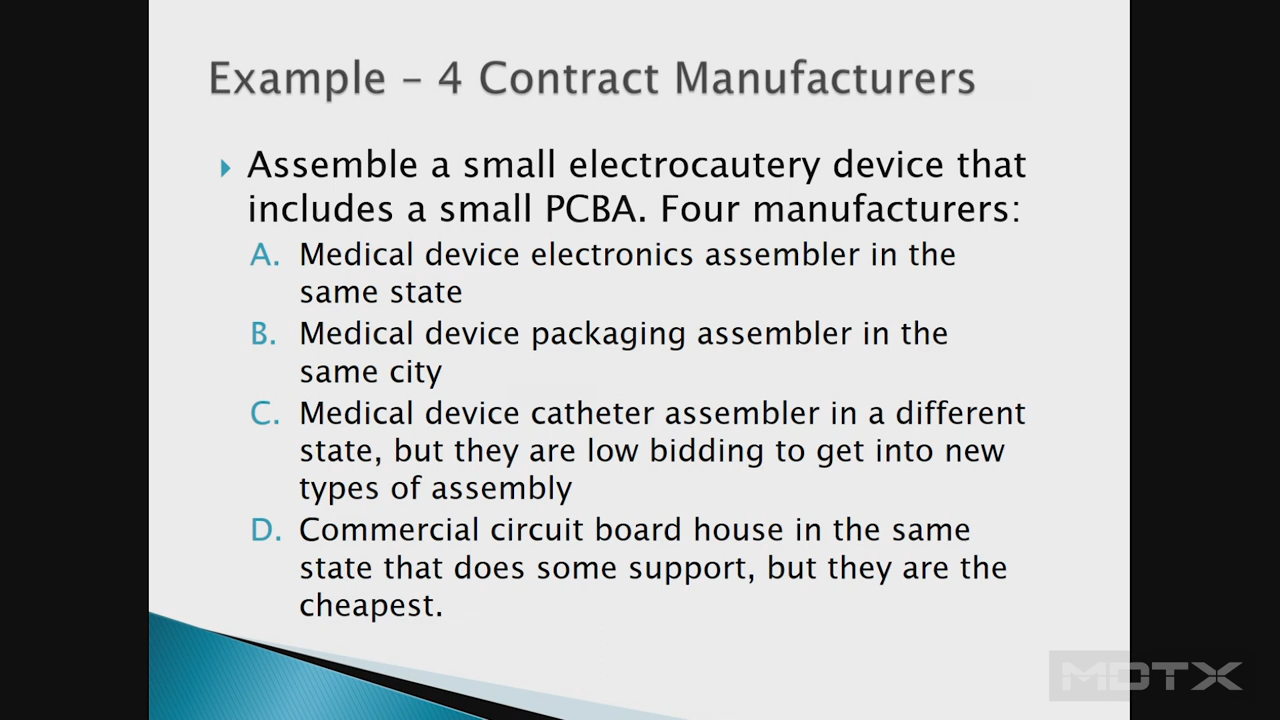 Example – 4 Contract Manufacturers
Assemble a small electrocautery device that
includes a small PCBA. Four manufacturers:
A. Medical device electronics assembler in the
same state
B. Medical device packaging assembler in the
same city
C. Medical device catheter assembler in a different
state, but they are low bidding to get into new
types of assembly
D. Commercial circuit board house in the same
state that does some support, but they are the
cheapest.
MDTX